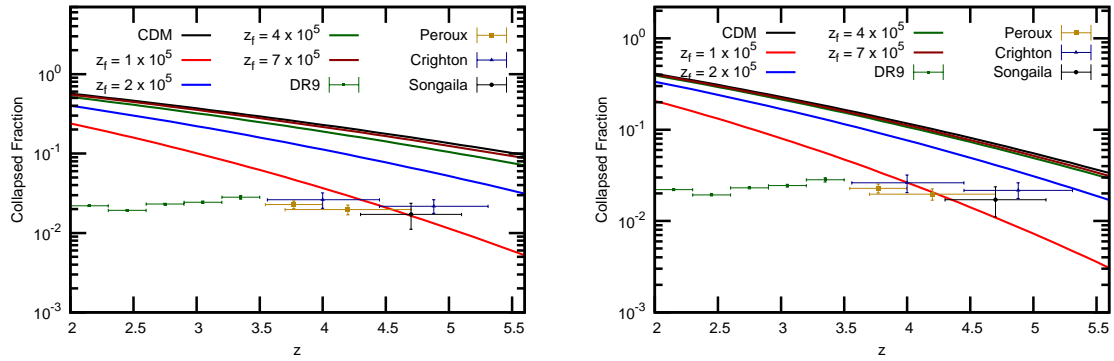 CDM
z_f = 1 x 10^5
z_f = 2 x 10^5
z_f = 4 x 10^5
z_f = 7 x 10^5
DR9
Peroux
Crighton
Songaila
Collapsed Fraction
10^0
10^-1
10^-2
10^-3
2 2.5 3 3.5 4 4.5 5 5.5
z
CDM
z_f = 1 x 10^5
z_f = 2 x 10^5
z_f = 4 x 10^5
z_f = 7 x 10^5
DR9
Peroux
Crighton
Songaila
Collapsed Fraction
10^0
10^-1
10^-2
10^-3
2 2.5 3 3.5 4 4.5 5 5.5
z